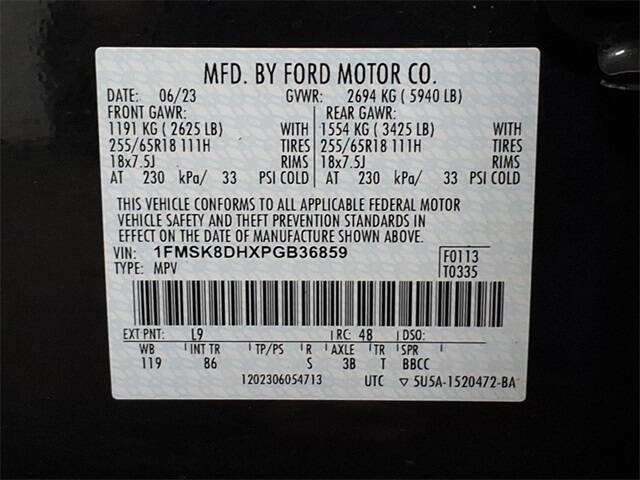 MFD. BY FORD MOTOR CO.
DATE: 06/23 GVWR: 2694 KG ( 5940 LB)
FRONT GAWR: REAR GAWR:
1191 KG ( 2625 LB) WITH 1554 KG ( 3425 LB) WITH
255/65R18 111H TIRES 255/65R18 111H TIRES
18x7.5J RIMS 18x7.5J RIMS
AT 230 kPa/ 33 PSI COLD AT 230 kPa/ 33 PSI COLD
THIS VEHICLE CONFORMS TO ALL APPLICABLE FEDERAL MOTOR
VEHICLE SAFETY AND THEFT PREVENTION STANDARDS IN
EFFECT ON THE DATE OF MANUFACTURE SHOWN ABOVE.
VIN: 1FMSK8DHXPGB36859 F0113
TYPE: MPV T0335
EXT PNT: L9 RC: 48 DSO:
WB INT TR TP/PS R AXLE TR SPR
119 86 S 3B T BBCC
1202306054713 UTC ▽ 5U5A-1520472-BA